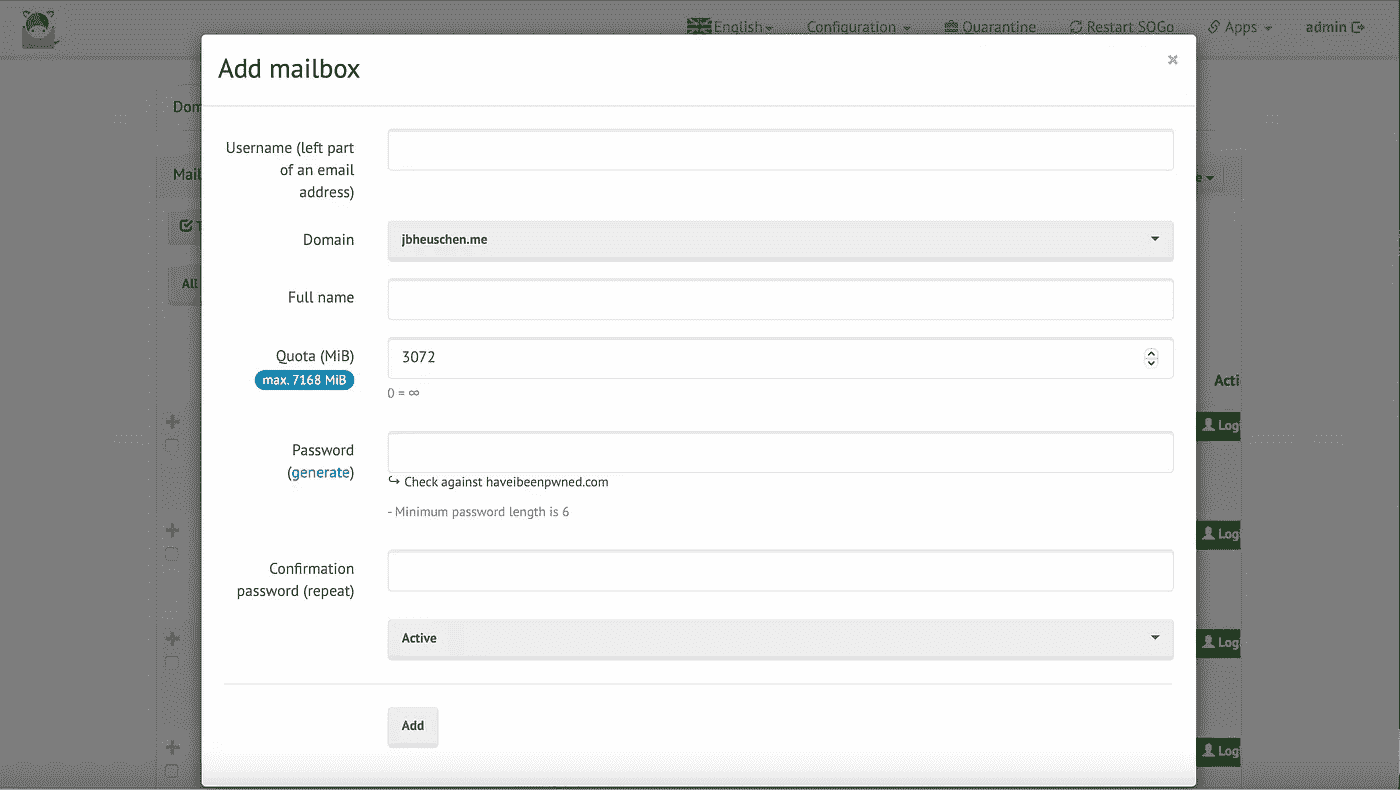 English
Configuration
Quarantine
Restart SOGo
Apps
admin
Add mailbox
×
Dom
Username (left part
of an email
address)
Mail
e
Domain
jbheuschen.me
All
Full name
Quota (MiB)
3072
max. 7168 MiB
0 = ∞
Acti
Log
Password
(generate)
↪ Check against haveibeenpwned.com
- Minimum password length is 6
Log
Confirmation
password (repeat)
Active
Log
Add
Log